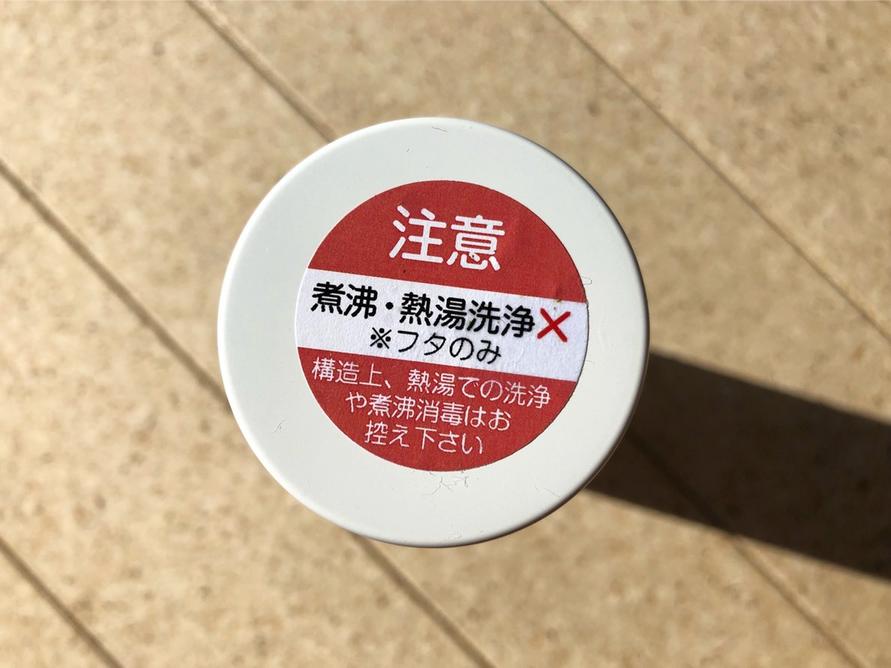 注意
煮沸・熱湯洗浄×
※フタのみ
構造上、熱湯での洗浄
や煮沸消毒はお
控え下さい